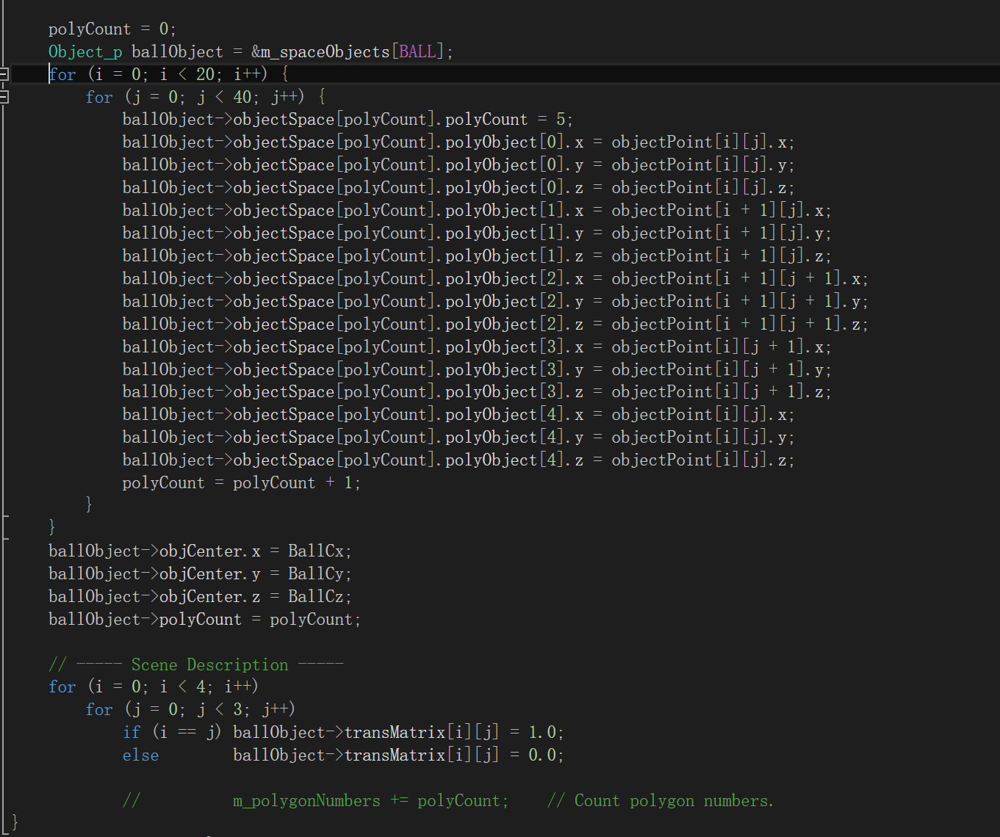 polyCount = 0;
Object_p ballObject = &m_spaceObjects[BALL];
for (i = 0; i < 20; i++) {
for (j = 0; j < 40; j++) {
ballObject->objectSpace[polyCount].polyCount = 5;
ballObject->objectSpace[polyCount].polyObject[0].x = objectPoint[i][j].x;
ballObject->objectSpace[polyCount].polyObject[0].y = objectPoint[i][j].y;
ballObject->objectSpace[polyCount].polyObject[0].z = objectPoint[i][j].z;
ballObject->objectSpace[polyCount].polyObject[1].x = objectPoint[i + 1][j].x;
ballObject->objectSpace[polyCount].polyObject[1].y = objectPoint[i + 1][j].y;
ballObject->objectSpace[polyCount].polyObject[1].z = objectPoint[i + 1][j].z;
ballObject->objectSpace[polyCount].polyObject[2].x = objectPoint[i + 1][j + 1].x;
ballObject->objectSpace[polyCount].polyObject[2].y = objectPoint[i + 1][j + 1].y;
ballObject->objectSpace[polyCount].polyObject[2].z = objectPoint[i + 1][j + 1].z;
ballObject->objectSpace[polyCount].polyObject[3].x = objectPoint[i][j + 1].x;
ballObject->objectSpace[polyCount].polyObject[3].y = objectPoint[i][j + 1].y;
ballObject->objectSpace[polyCount].polyObject[3].z = objectPoint[i][j + 1].z;
ballObject->objectSpace[polyCount].polyObject[4].x = objectPoint[i][j].x;
ballObject->objectSpace[polyCount].polyObject[4].y = objectPoint[i][j].y;
ballObject->objectSpace[polyCount].polyObject[4].z = objectPoint[i][j].z;
polyCount = polyCount + 1;
}
}
ballObject->objCenter.x = BallCx;
ballObject->objCenter.y = BallCy;
ballObject->objCenter.z = BallCz;
ballObject->polyCount = polyCount;
// ----- Scene Description -----
for (i = 0; i < 4; i++)
for (j = 0; j < 3; j++)
if (i == j) ballObject->transMatrix[i][j] = 1.0;
else ballObject->transMatrix[i][j] = 0.0;
// m_polygonNumbers += polyCount; // Count polygon numbers.
}